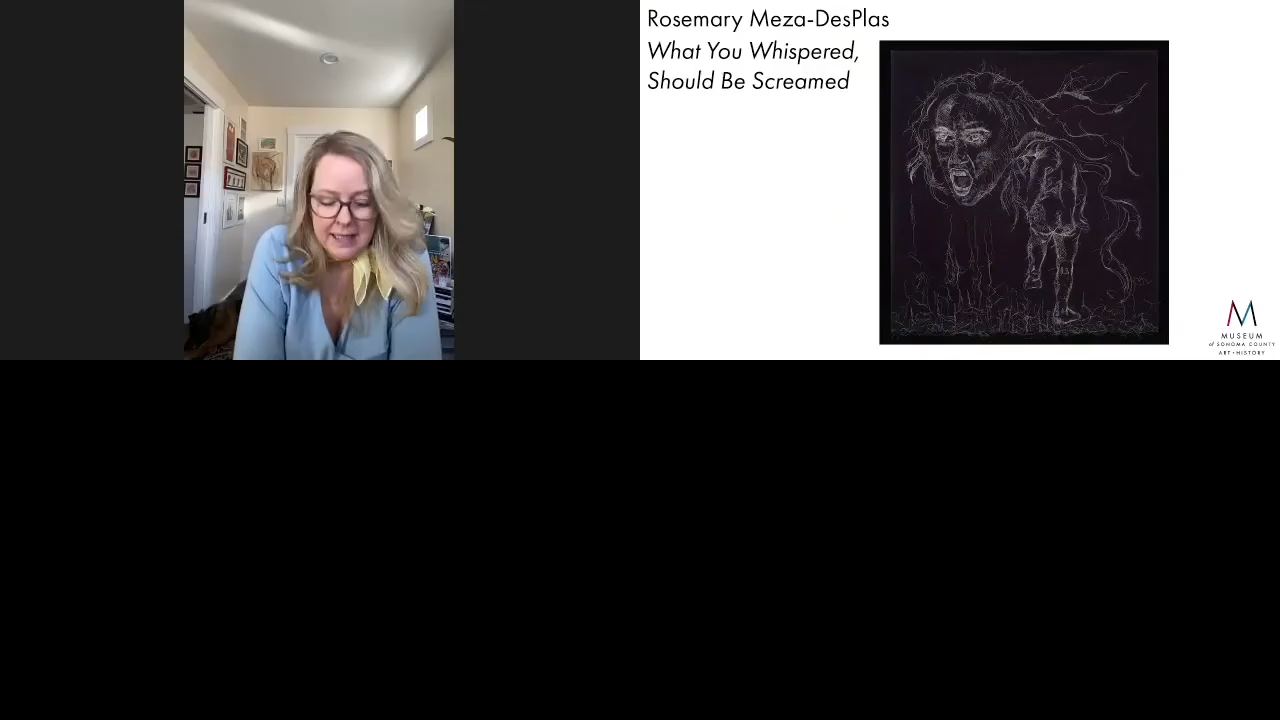 Rosemary Meza-DesPlas
What You Whispered,
Should Be Screamed
M
MUSEUM
of SONOMA COUNTY
ART • HISTORY